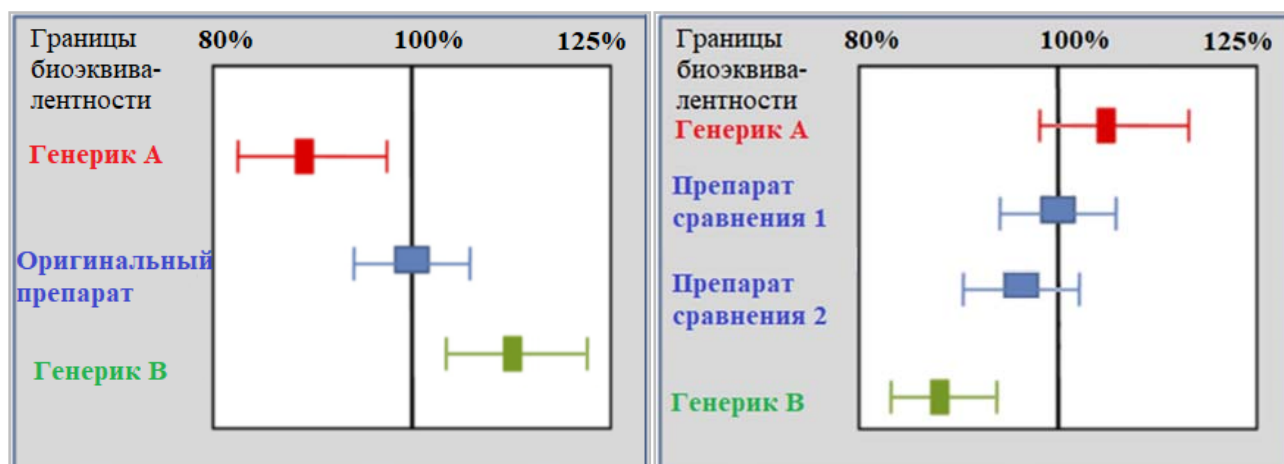 Границы
биоэквива-
лентности
80%
100%
125%
Генерик А
Оригинальный
препарат
Генерик В
Границы
биоэквива-
лентности
80%
100%
125%
Генерик А
Препарат
сравнения 1
Препарат
сравнения 2
Генерик В